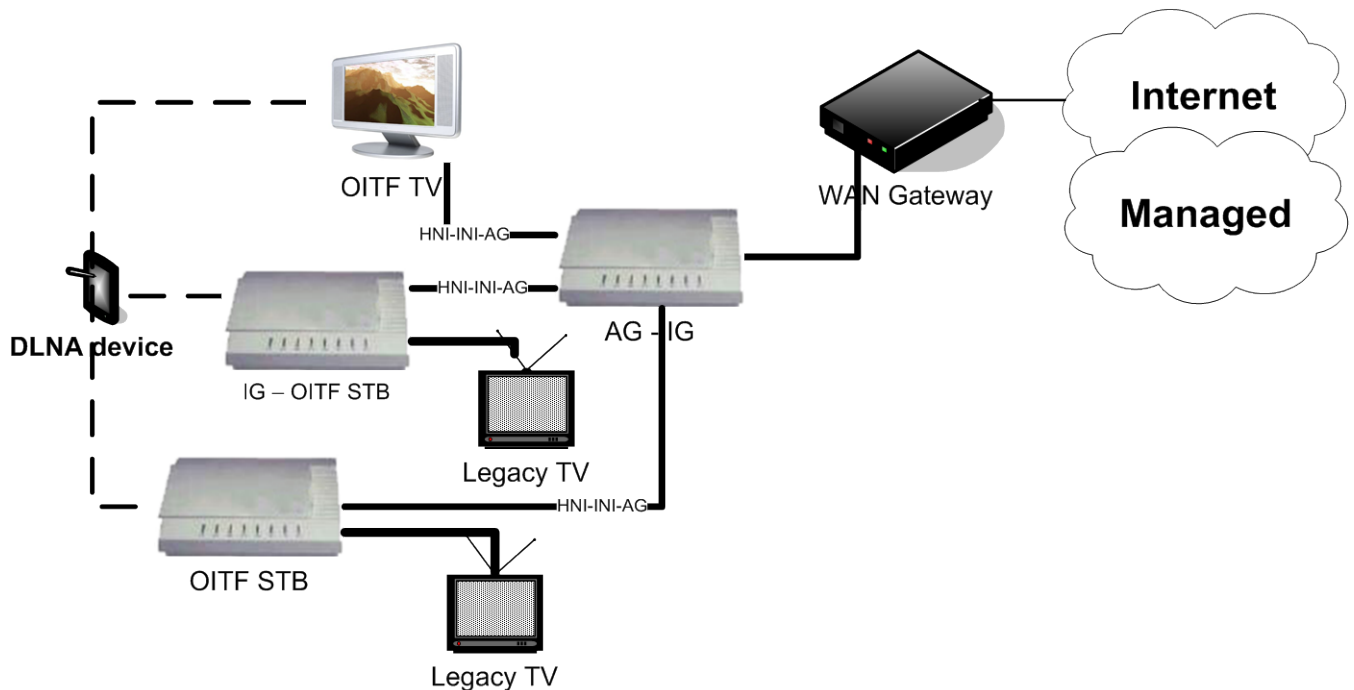 Internet
OITF TV
WAN Gateway
Managed
HNI-INI-AG
HNI-INI-AG
AG - IG
DLNA device
IG – OITF STB
Legacy TV
HNI-INI-AG
OITF STB
Legacy TV